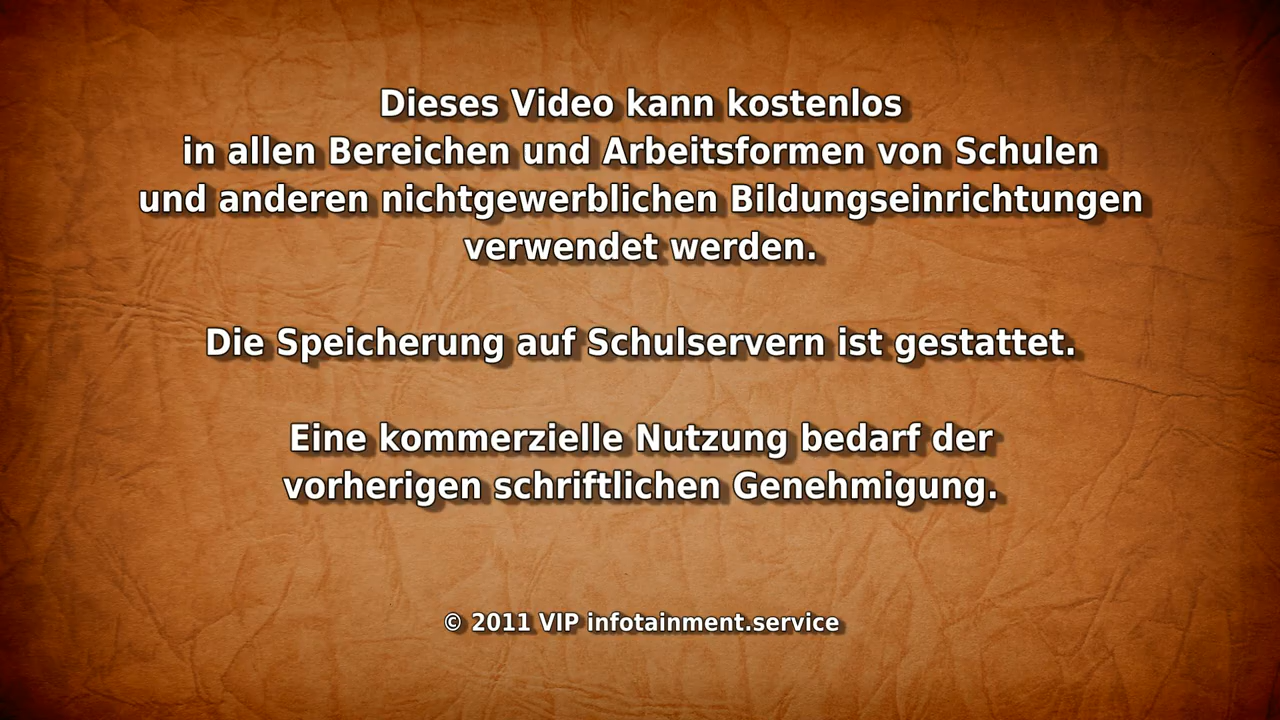 Dieses Video kann kostenlos
in allen Bereichen und Arbeitsformen von Schulen
und anderen nichtgewerblichen Bildungseinrichtungen
verwendet werden.
Die Speicherung auf Schulservern ist gestattet.
Eine kommerzielle Nutzung bedarf der
vorherigen schriftlichen Genehmigung.
© 2011 VIP infotainment.service